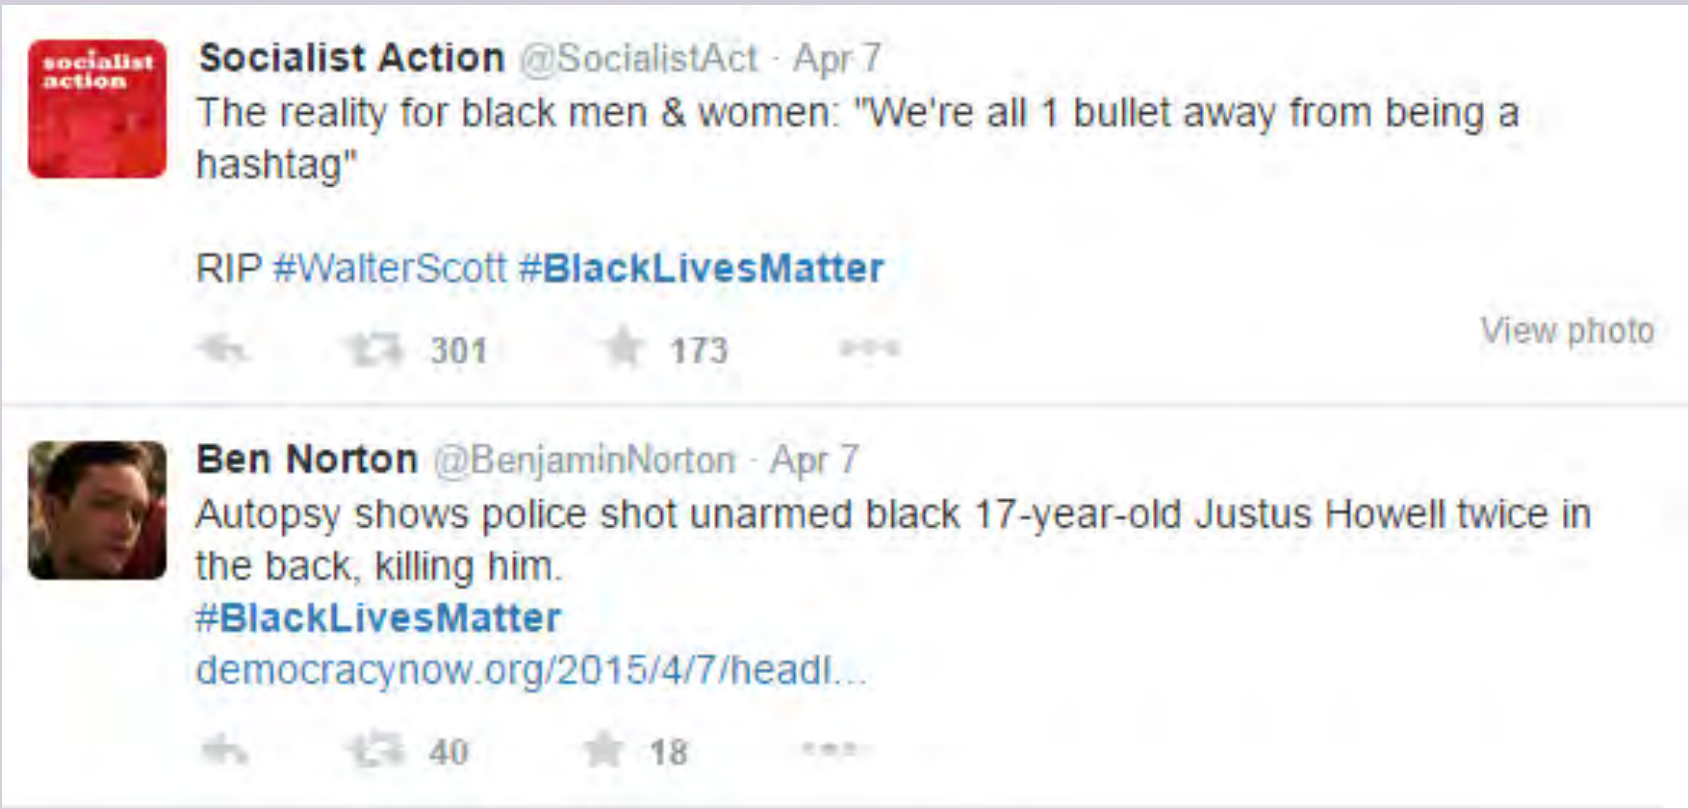 socialist
action
Socialist Action @SocialistAct · Apr 7
The reality for black men & women: "We're all 1 bullet away from being a
hashtag"
RIP #WalterScott #BlackLivesMatter
301 173
View photo
Ben Norton @BenjaminNorton · Apr 7
Autopsy shows police shot unarmed black 17-year-old Justus Howell twice in
the back, killing him.
#BlackLivesMatter
democracynow.org/2015/4/7/headl...
40 18